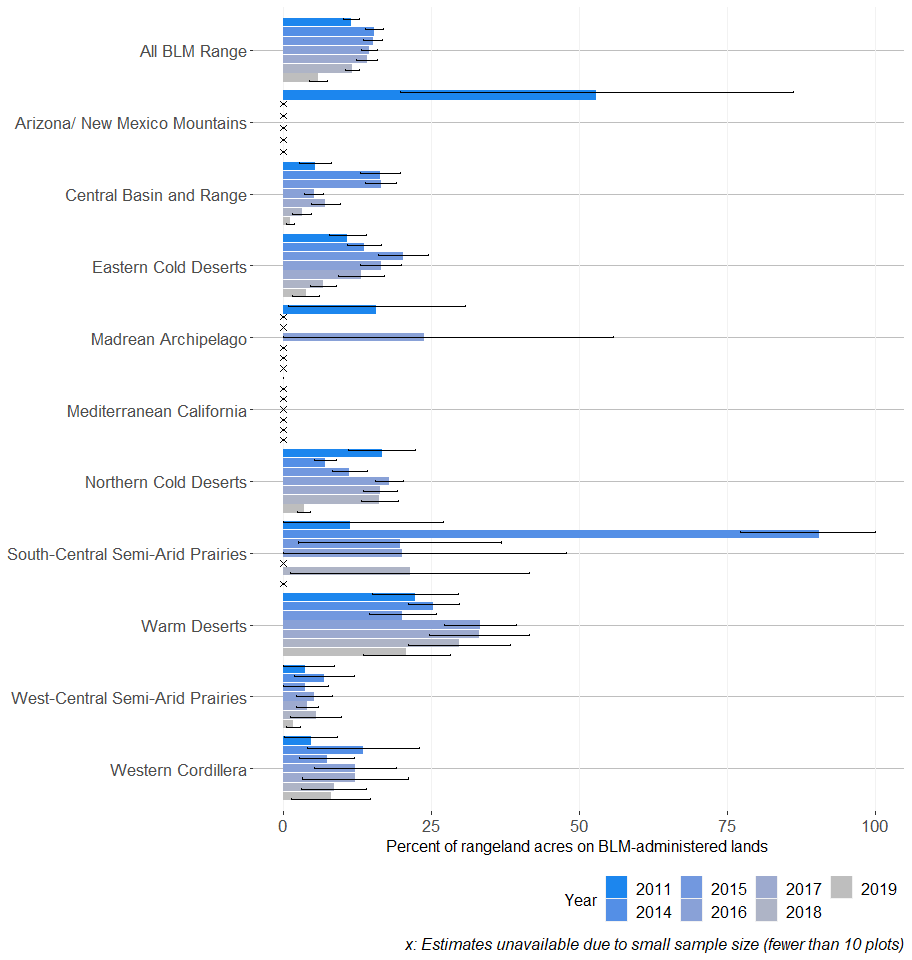 All BLM Range
Arizona/ New Mexico Mountains
Central Basin and Range
Eastern Cold Deserts
Madrean Archipelago
Mediterranean California
Northern Cold Deserts
South-Central Semi-Arid Prairies
Warm Deserts
West-Central Semi-Arid Prairies
Western Cordillera
0 25 50 75 100
Percent of rangeland acres on BLM-administered lands
Year 2011 2015 2017 2019
2014 2016 2018
x: Estimates unavailable due to small sample size (fewer than 10 plots)